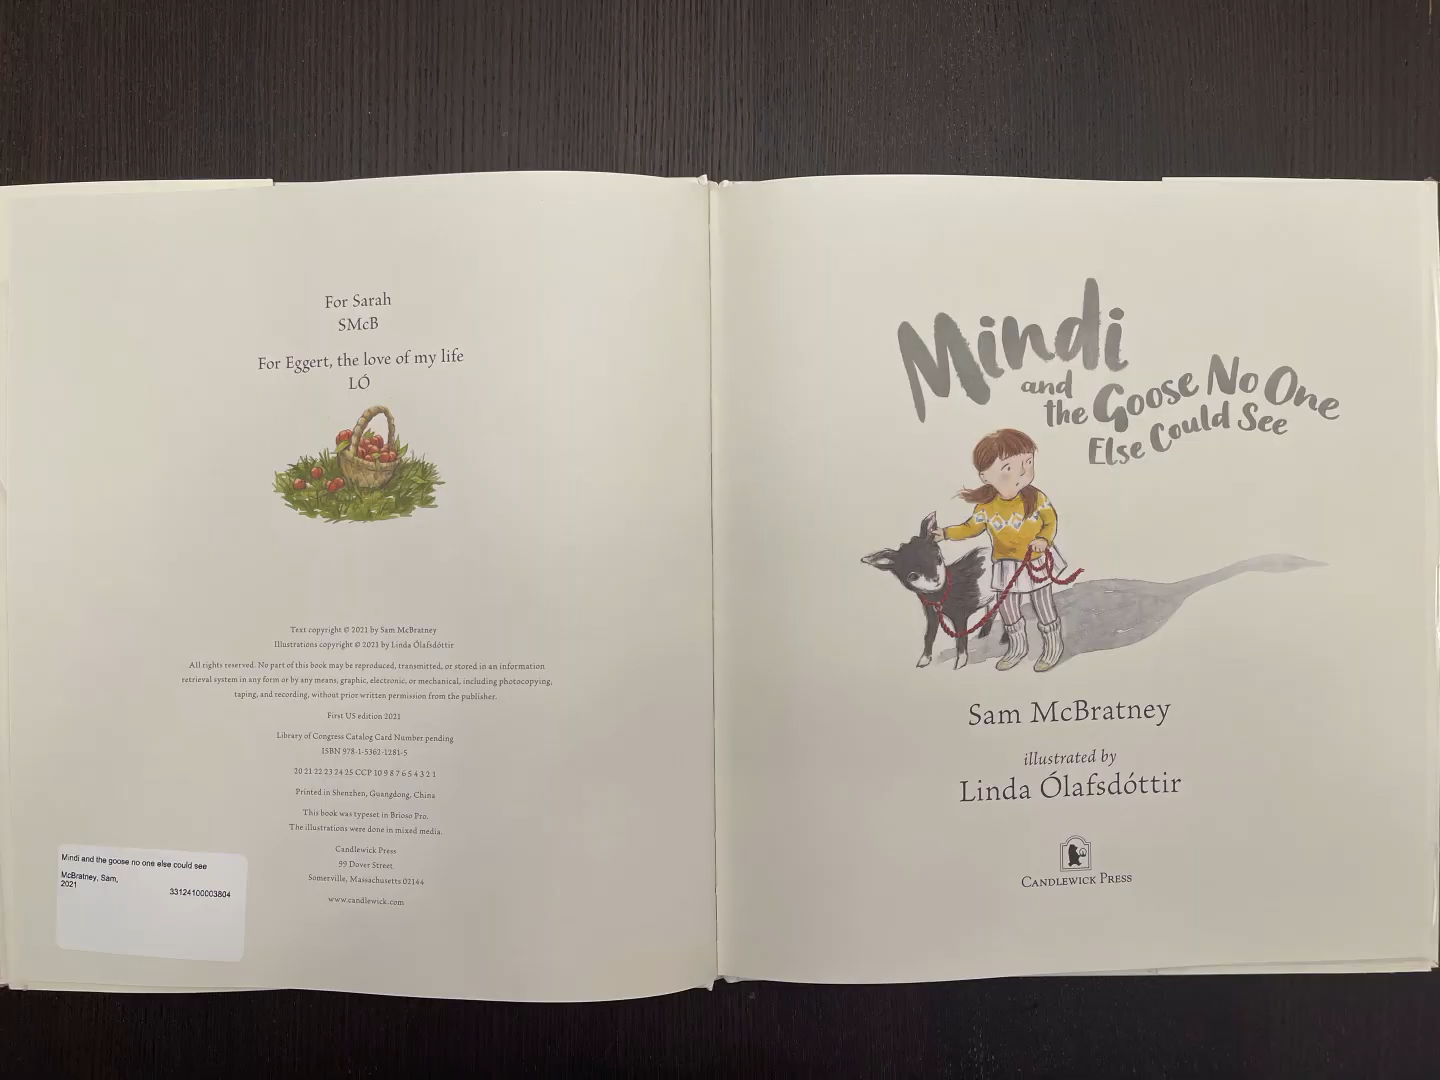 For Sarah
SMcB
For Eggert, the love of my life
LÓ
Text copyright © 2021 by Sam McBratney
Illustrations copyright © 2021 by Linda Ólafsdóttir
All rights reserved. No part of this book may be reproduced, transmitted, or stored in an information
retrieval system in any form or by any means, graphic, electronic, or mechanical, including photocopying,
taping, and recording, without prior written permission from the publisher.
First US edition 2021
Library of Congress Catalog Card Number pending
ISBN 978-1-5362-1281-5
20 21 22 23 24 25 CCP 10 9 8 7 6 5 4 3 2 1
Printed in Shenzhen, Guangdong, China
This book was typeset in Brioso Pro.
The illustrations were done in mixed media.
Candlewick Press
99 Dover Street
Somerville, Massachusetts 02144
www.candlewick.com
Mindi and the goose no one else could see
McBratney, Sam,
2021
33124100003804
Mindi
and
the Goose No One
Else Could See
Sam McBratney
illustrated by
Linda Ólafsdóttir
CANDLEWICK PRESS